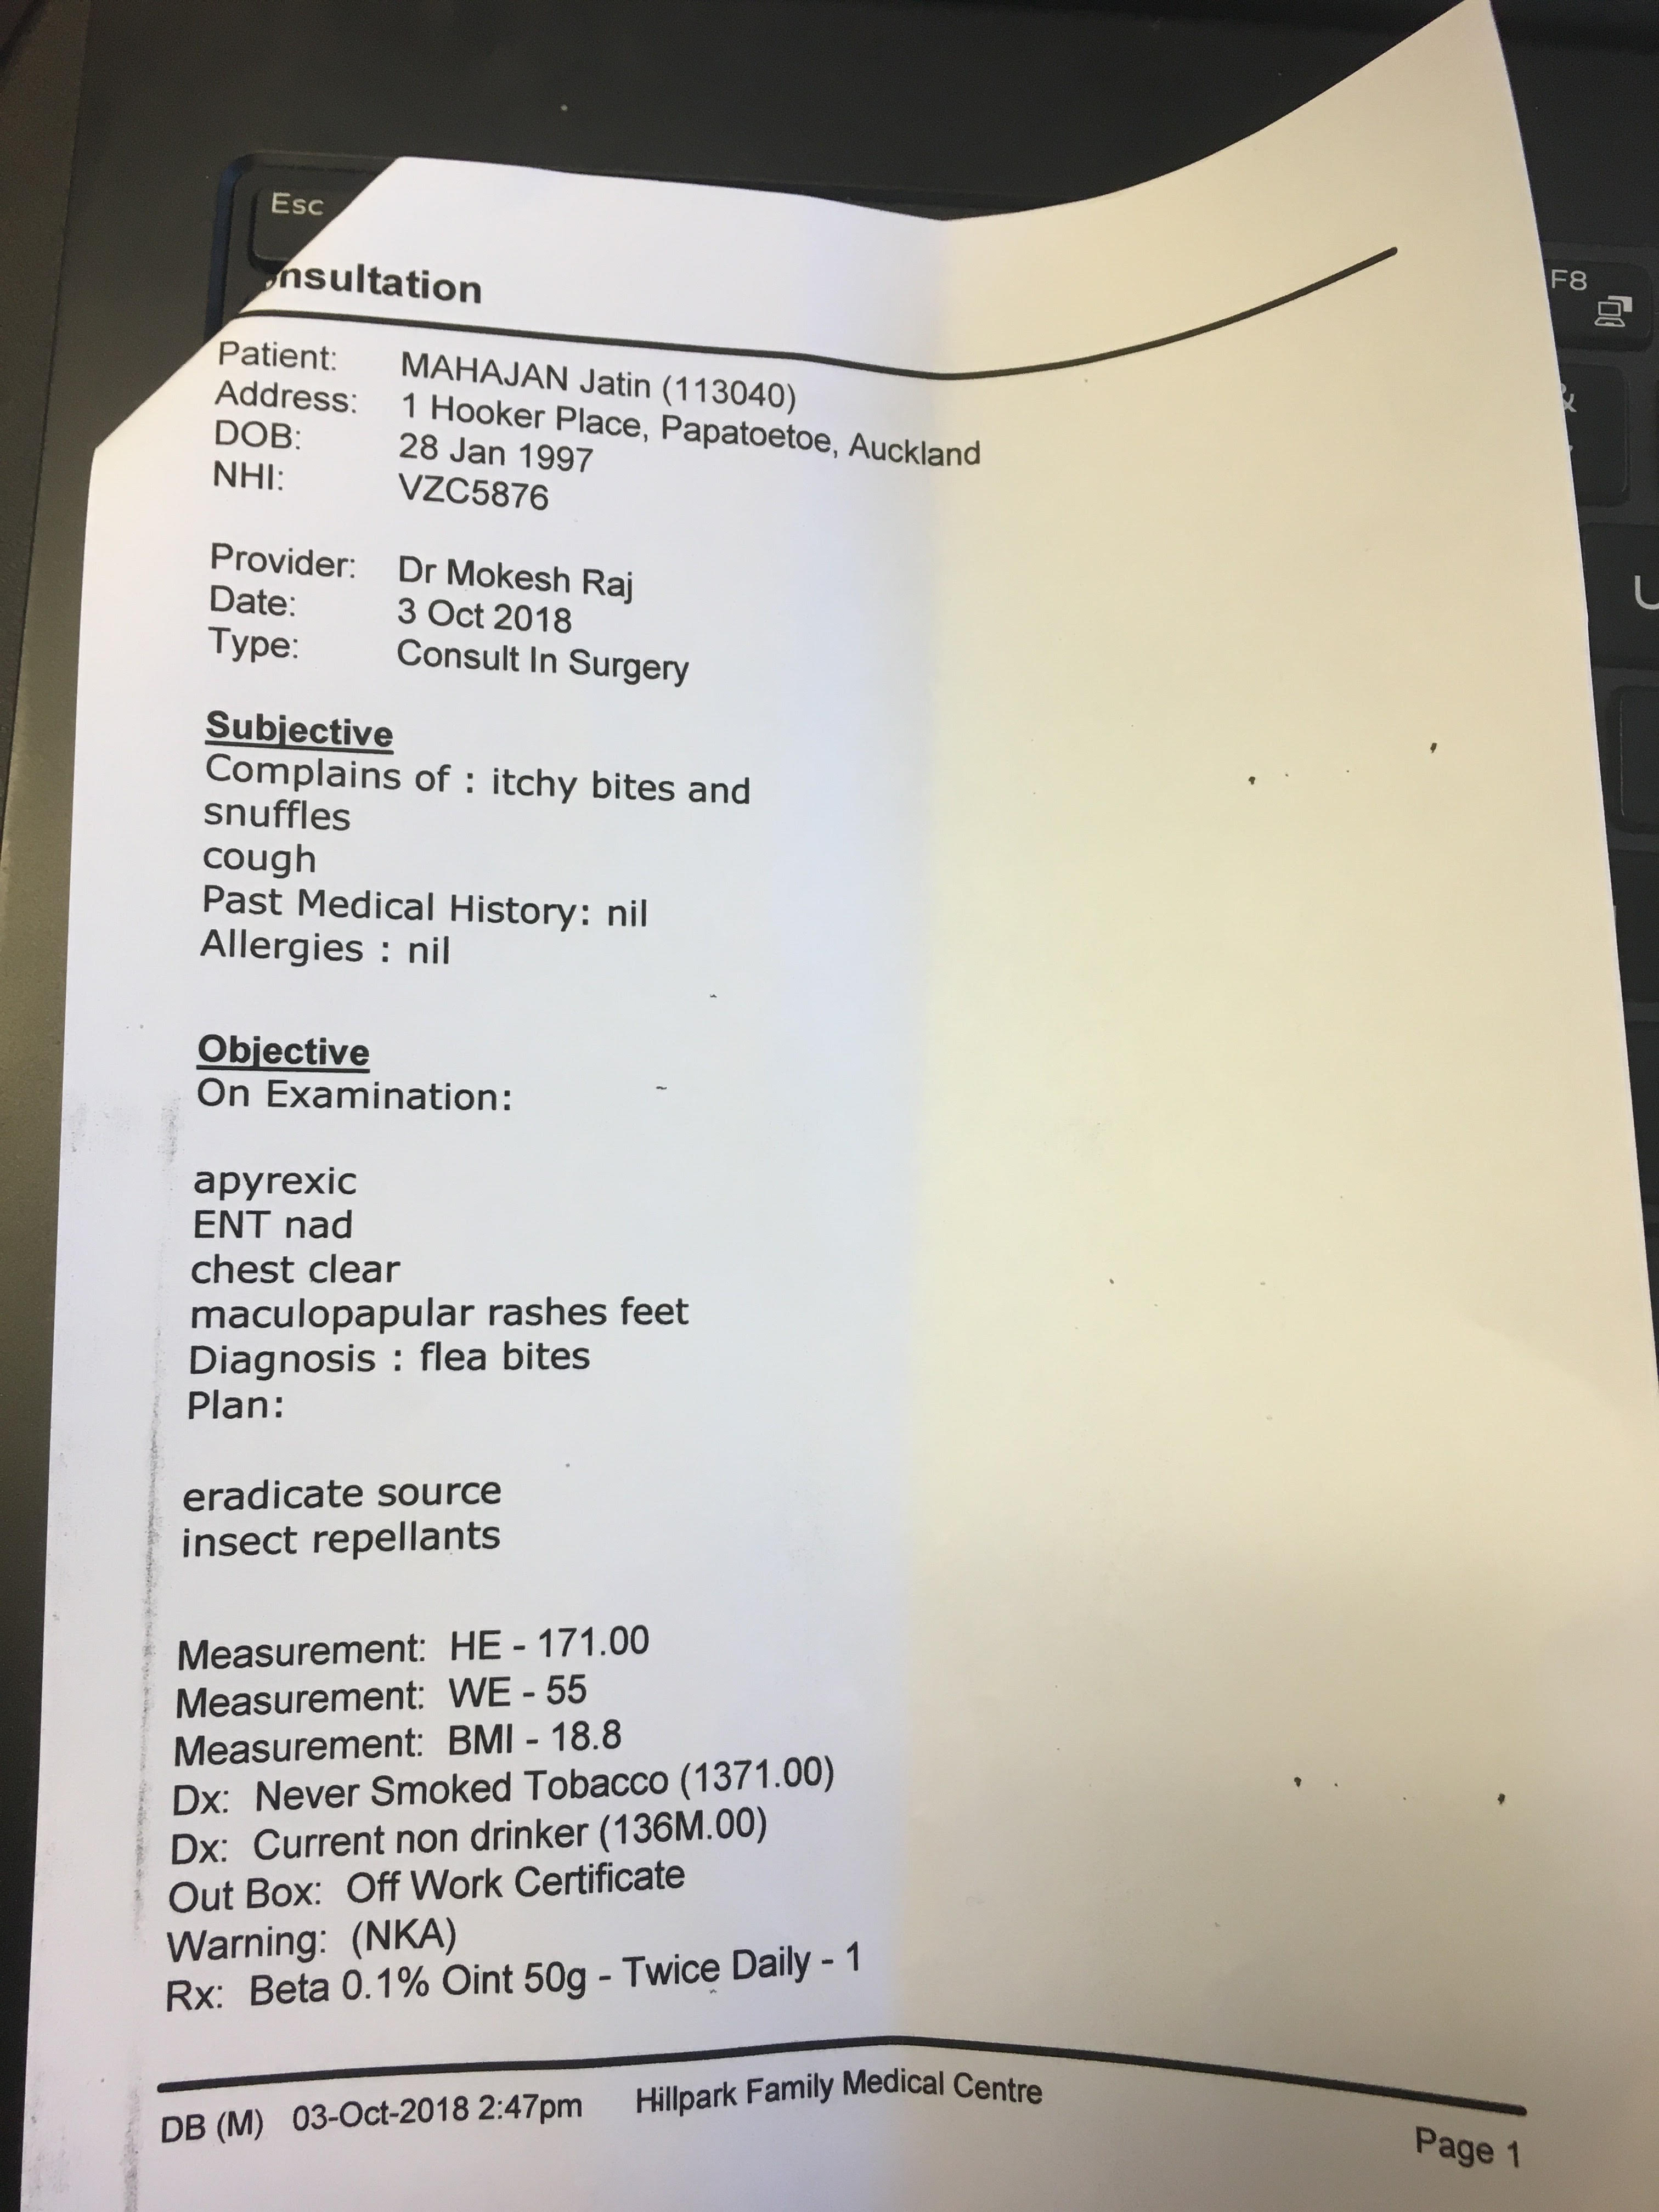 Esc
F8
&
U
onsultation
Patient: MAHAJAN Jatin (113040)
Address: 1 Hooker Place, Papatoetoe, Auckland
DOB: 28 Jan 1997
NHI: VZC5876
Provider: Dr Mokesh Raj
Date: 3 Oct 2018
Type: Consult In Surgery
Subjective
Complains of : itchy bites and
snuffles
cough
Past Medical History: nil
Allergies : nil
Objective
On Examination:
apyrexic
ENT nad
chest clear
maculopapular rashes feet
Diagnosis : flea bites
Plan:
eradicate source
insect repellants
Measurement: HE - 171.00
Measurement: WE - 55
Measurement: BMI - 18.8
Dx: Never Smoked Tobacco (1371.00)
Dx: Current non drinker (136M.00)
Out Box: Off Work Certificate
Warning: (NKA)
Rx: Beta 0.1% Oint 50g - Twice Daily - 1
DB (M) 03-Oct-2018 2:47pm Hillpark Family Medical Centre
Page 1